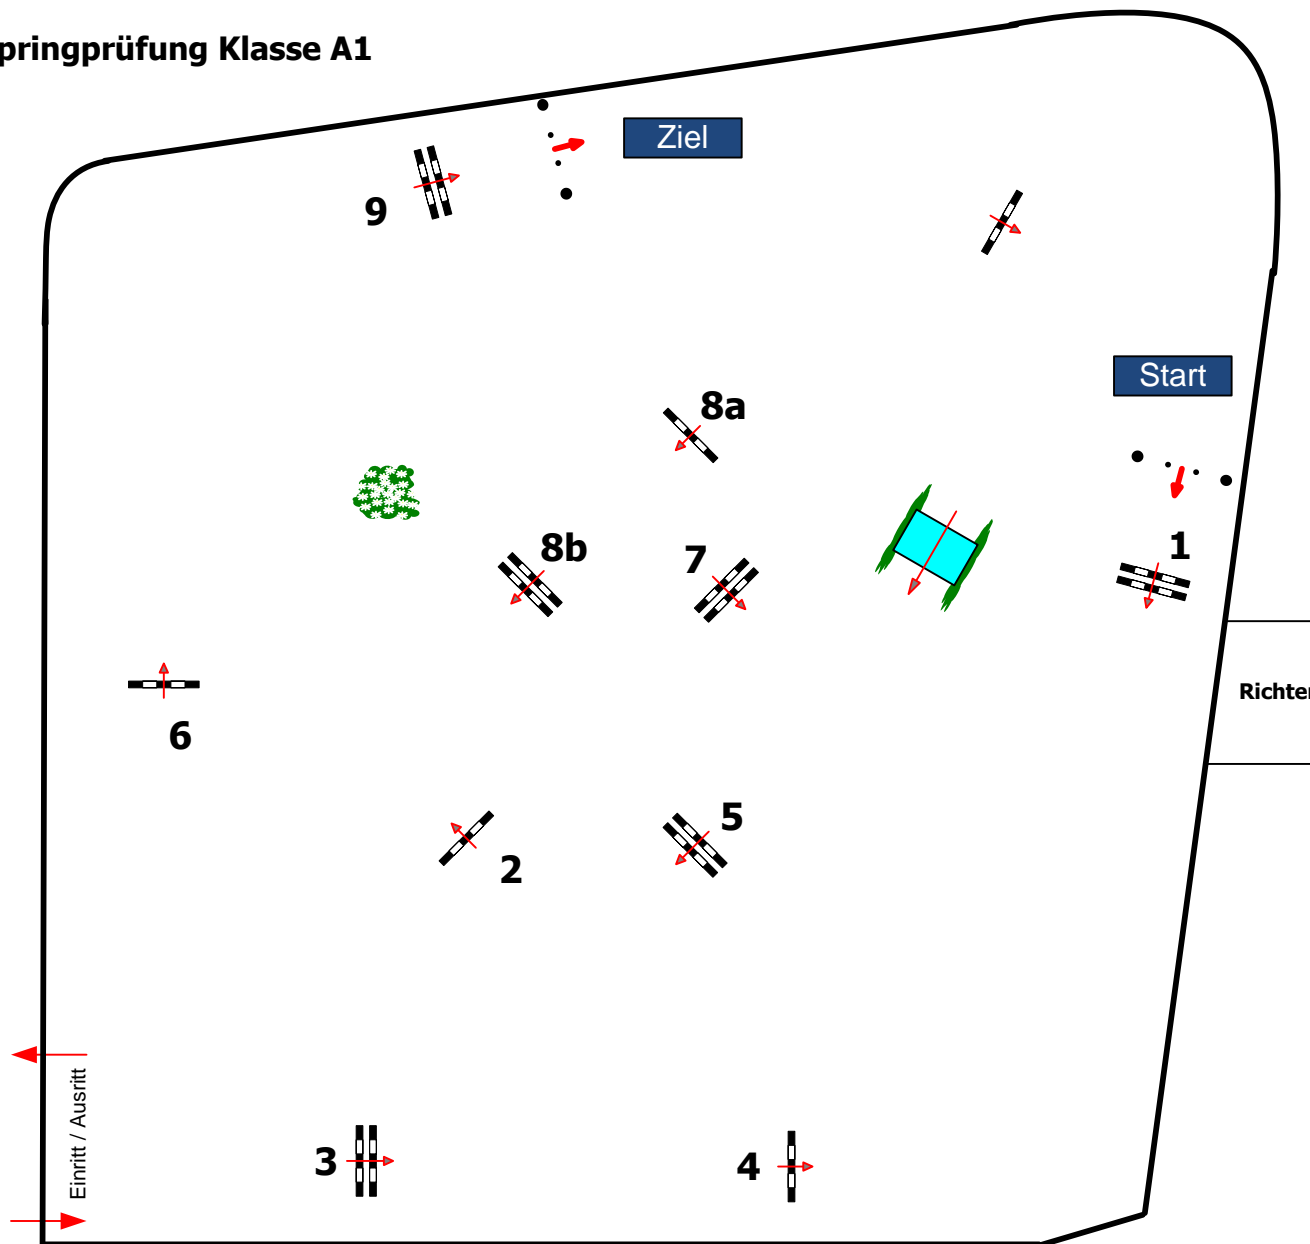 pringprüfung Klasse A1
Ziel
9
Start
8a
1
8b
7
Richter
6
5
2
3
4
Einritt / Ausritt